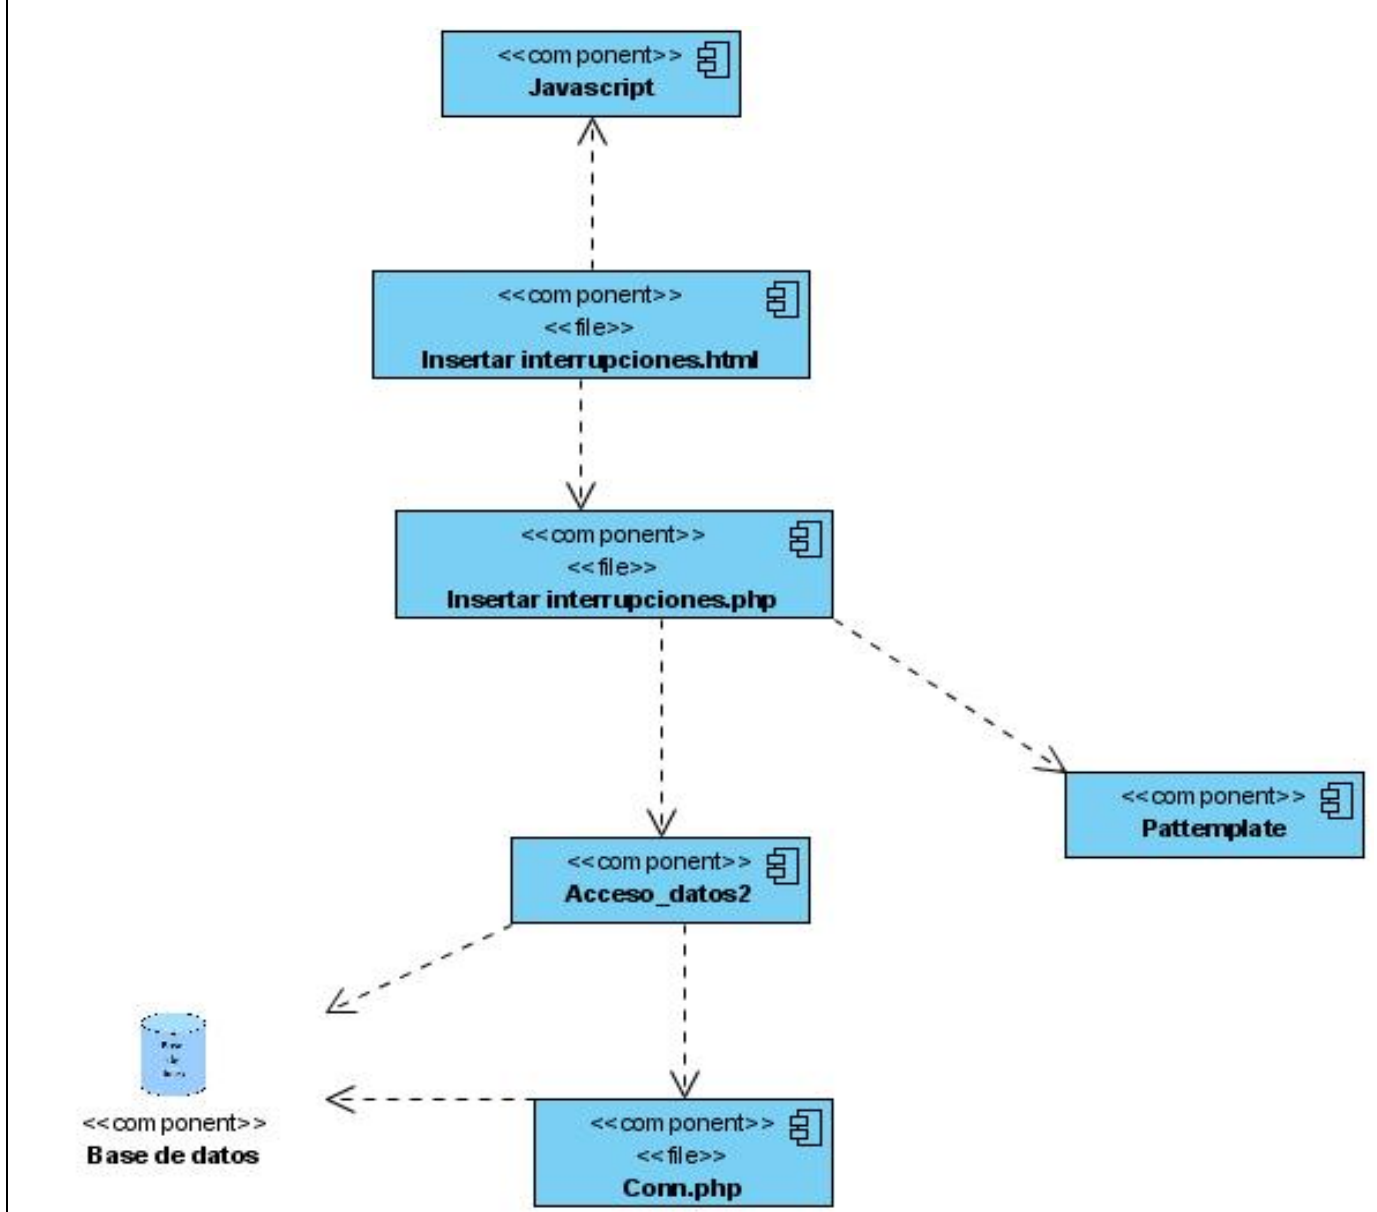 <<component>>
Javascript
<<component>>
<<file>>
Insertar interrupciones.html
<<component>>
<<file>>
Insertar interrupciones.php
<<component>>
Pattemplate
<<component>>
Acceso_datos2
<<component>>
Base de datos
<<component>>
<<file>>
Conn.php